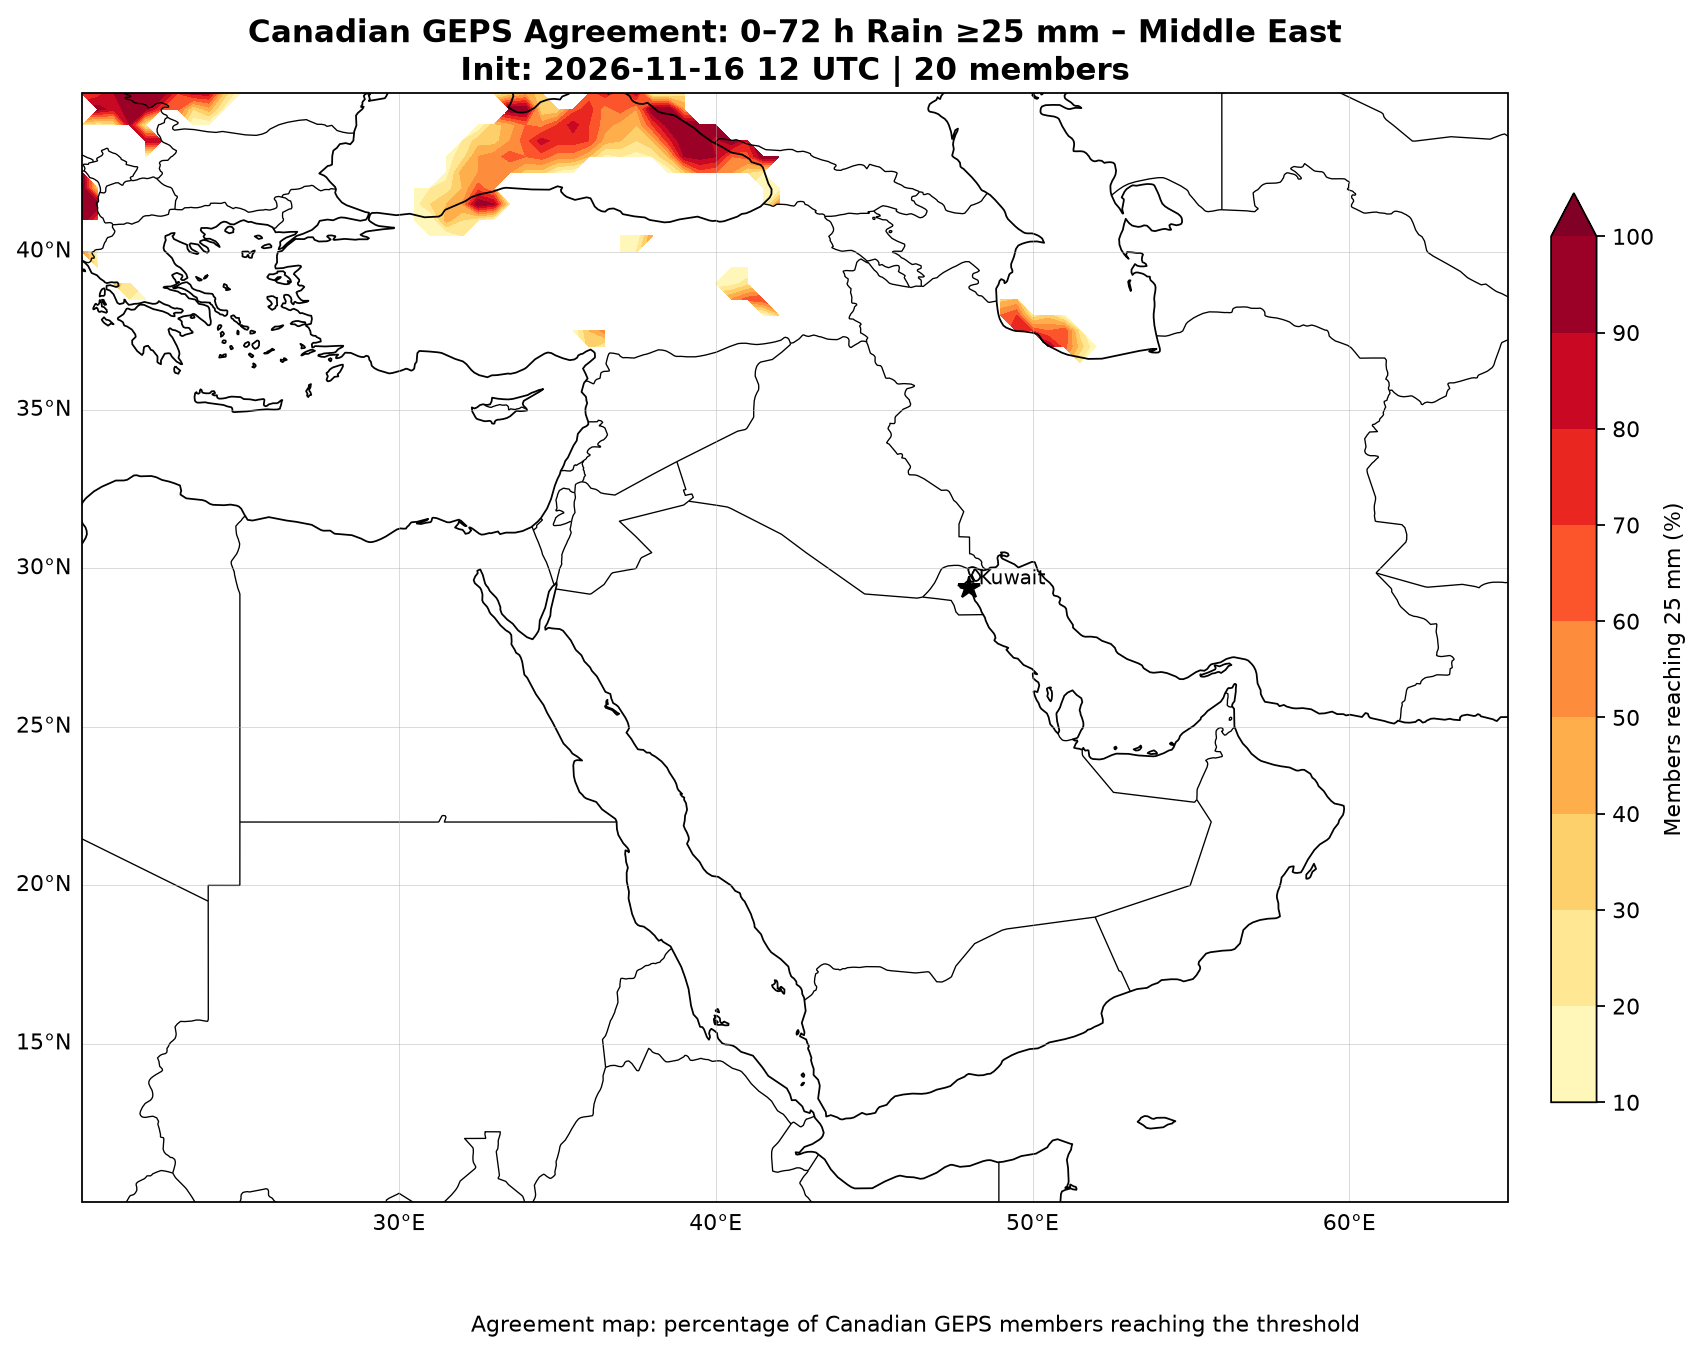 Canadian GEPS Agreement: 0–72 h Rain ≥25 mm – Middle East
Init: 2026-11-16 12 UTC | 20 members
40°N
35°N
30°N
25°N
20°N
15°N
30°E
40°E
50°E
60°E
Kuwait
100
90
80
70
60
50
40
30
20
10
Members reaching 25 mm (%)
Agreement map: percentage of Canadian GEPS members reaching the threshold